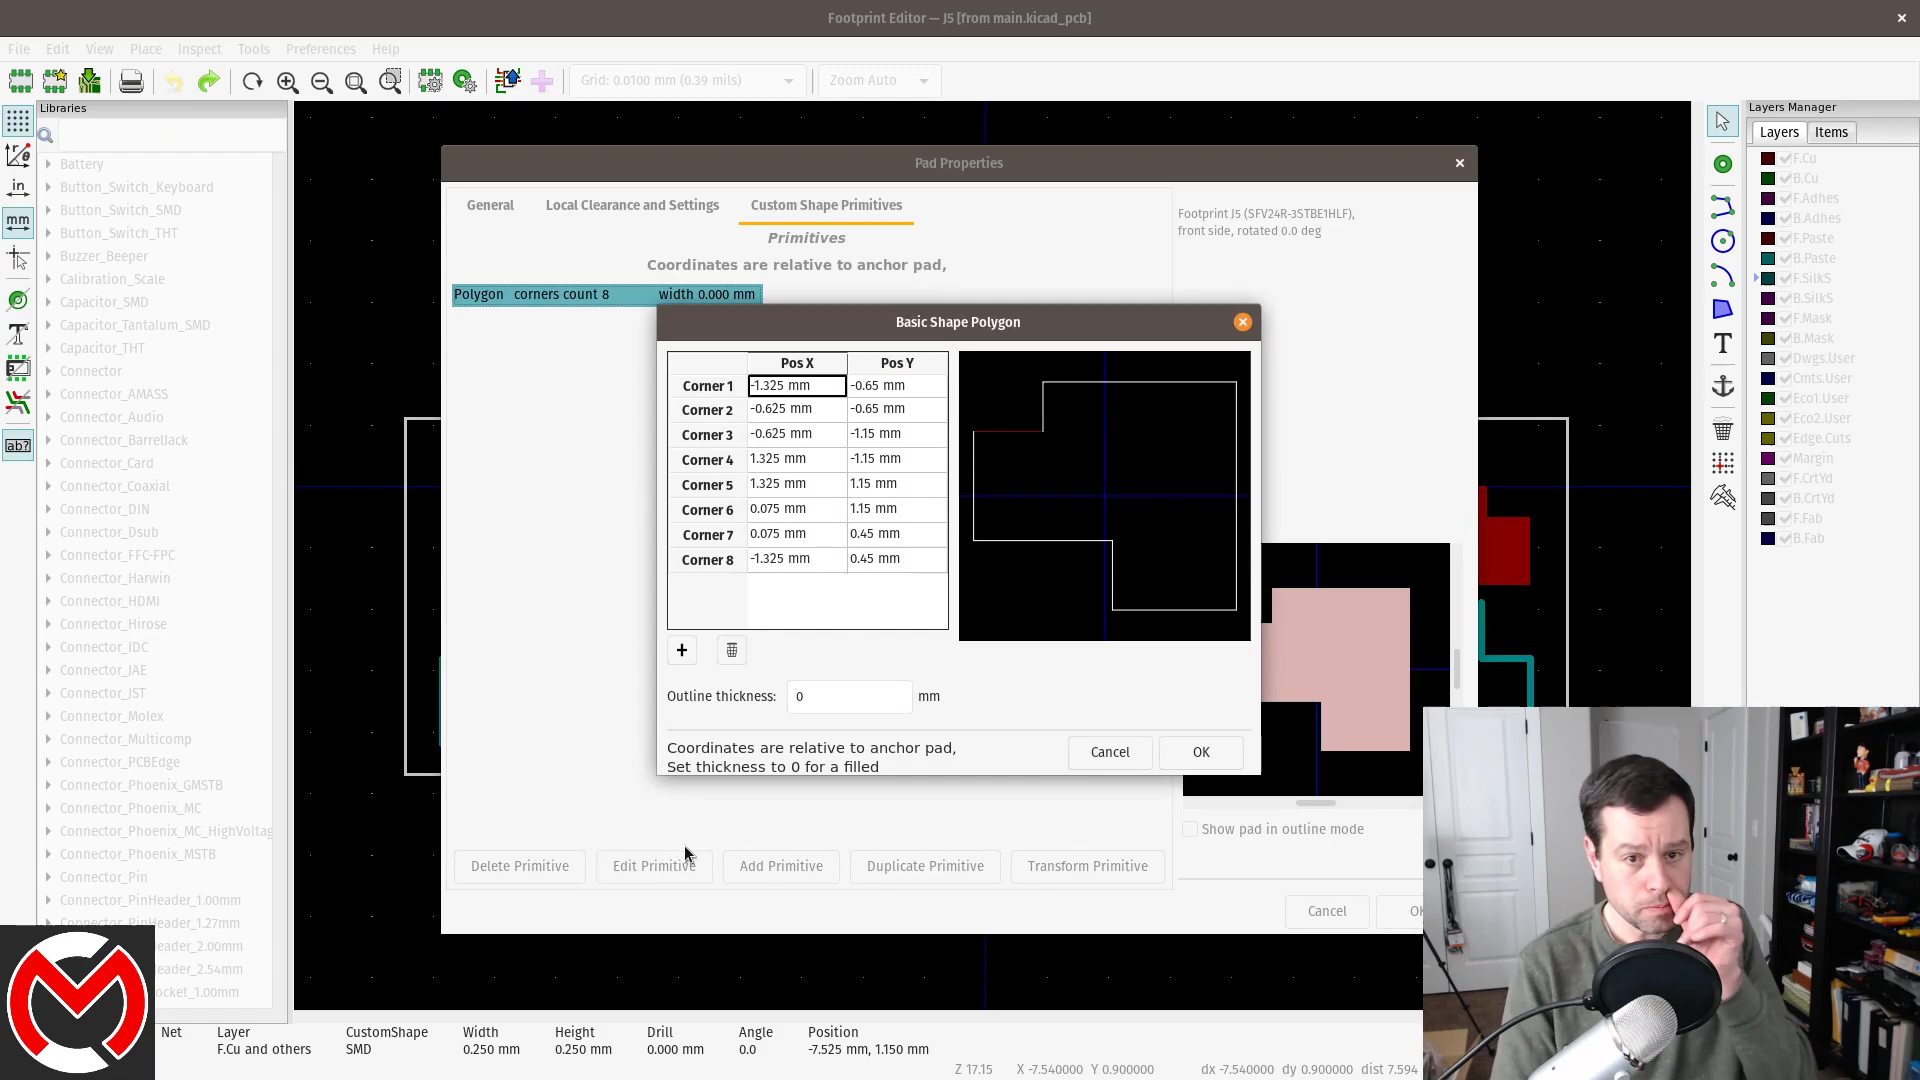 Footprint Editor — J5 [from main.kicad_pcb]
File Edit View Place Inspect Tools Preferences Help
Grid: 0.0100 mm (0.39 mils)
Zoom Auto
Libraries
in
mm
ab?
Battery
Button_Switch_Keyboard
Button_Switch_SMD
Button_Switch_THT
Buzzer_Beeper
Calibration_Scale
Capacitor_SMD
Capacitor_Tantalum_SMD
Capacitor_THT
Connector
Connector_AMASS
Connector_Audio
Connector_BarrelJack
Connector_Card
Connector_Coaxial
Connector_DIN
Connector_Dsub
Connector_FFC-FPC
Connector_Harwin
Connector_HDMI
Connector_Hirose
Connector_IDC
Connector_JAE
Connector_JST
Connector_Molex
Connector_Multicomp
Connector_PCBEdge
Connector_Phoenix_GMSTB
Connector_Phoenix_MC
Connector_Phoenix_MC_HighVoltag
Connector_Phoenix_MSTB
Connector_Pin
Connector_PinHeader_1.00mm
Connector_PinHeader_1.27mm
eader_2.00mm
eader_2.54mm
ocket_1.00mm
Pad Properties
General Local Clearance and Settings Custom Shape Primitives
Primitives
Coordinates are relative to anchor pad,
Polygon corners count 8 width 0.000 mm
Footprint J5 (SFV24R-3STBE1HLF),
front side, rotated 0.0 deg
Basic Shape Polygon
Pos X Pos Y
Corner 1 -1.325 mm -0.65 mm
Corner 2 -0.625 mm -0.65 mm
Corner 3 -0.625 mm -1.15 mm
Corner 4 1.325 mm -1.15 mm
Corner 5 1.325 mm 1.15 mm
Corner 6 0.075 mm 1.15 mm
Corner 7 0.075 mm 0.45 mm
Corner 8 -1.325 mm 0.45 mm
Outline thickness: 0 mm
Coordinates are relative to anchor pad,
Set thickness to 0 for a filled
Cancel OK
Show pad in outline mode
Delete Primitive Edit Primitive Add Primitive Duplicate Primitive Transform Primitive
Cancel OK
Layers Manager
Layers Items
F.Cu
B.Cu
F.Adhes
B.Adhes
F.Paste
B.Paste
F.SilkS
B.SilkS
F.Mask
B.Mask
Dwgs.User
Cmts.User
Eco1.User
Eco2.User
Edge.Cuts
Margin
F.CrtYd
B.CrtYd
F.Fab
B.Fab
Net Layer CustomShape Width Height Drill Angle Position
F.Cu and others SMD 0.250 mm 0.250 mm 0.000 mm 0.0 -7.525 mm, 1.150 mm
Z 17.15 X -7.540000 Y 0.900000 dx -7.540000 dy 0.900000 dist 7.594